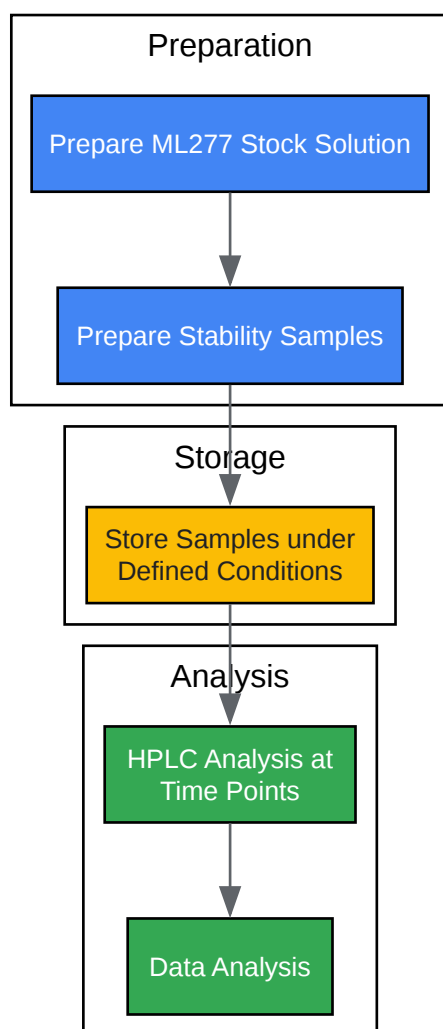 Preparation
Prepare ML277 Stock Solution
Prepare Stability Samples
Storage
Store Samples under
Defined Conditions
Analysis
HPLC Analysis at
Time Points
Data Analysis